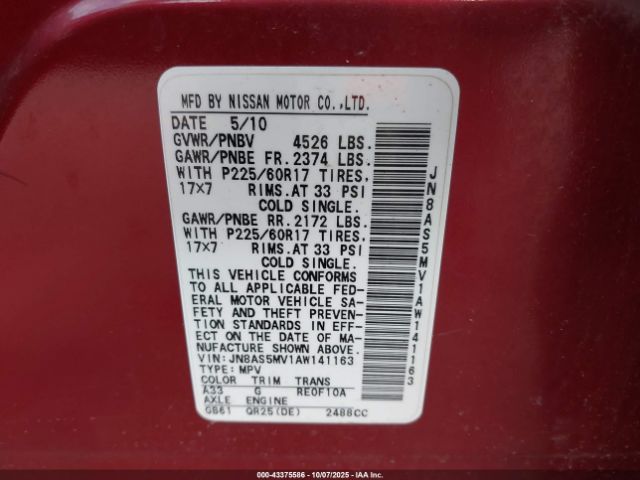 MFD BY NISSAN MOTOR CO.,LTD.
DATE 5/10
GVWR/PNBV 4526 LBS.
GAWR/PNBE FR. 2374 LBS.
WITH P225/60R17 TIRES.
17×7 RIMS. AT 33 PSI
COLD SINGLE.
GAWR/PNBE RR. 2172 LBS.
WITH P225/60R17 TIRES.
17×7 RIMS. AT 33 PSI
COLD SINGLE.
THIS VEHICLE CONFORMS
TO ALL APPLICABLE FED-
ERAL MOTOR VEHICLE SA-
FETY AND THEFT PREVEN-
TION STANDARDS IN EFF-
ECT ON THE DATE OF MA-
NUFACTURE SHOWN ABOVE.
VIN: JN8AS5MV1AW141163
TYPE: MPV
COLOR TRIM TRANS
A33 G RE0F10A
AXLE ENGINE
GB61 QR25(DE) 2488CC
JN8AS5MV1AW141163
000-43375586 | 10/07/2025 - IAA Inc.